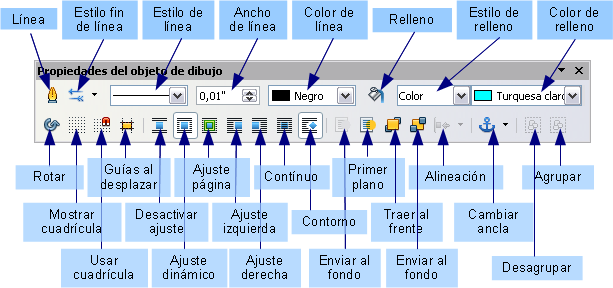 Línea
Estilo fin
de línea
Estilo de
línea
Ancho
de línea
Color de
línea
Relleno
Estilo de
relleno
Color de
relleno
Propiedades del objeto de dibujo
0,01"
Negro
Color
Turquesa claro
Rotar
Guías al
desplazar
Ajuste
página
Contínuo
Primer
plano
Alineación
Agrupar
Mostrar
cuadrícula
Desactivar
ajuste
Ajuste
izquierda
Contorno
Traer al
frente
Cambiar
ancla
Usar
cuadrícula
Ajuste
dinámico
Ajuste
derecha
Enviar al
fondo
Enviar al
fondo
Desagrupar